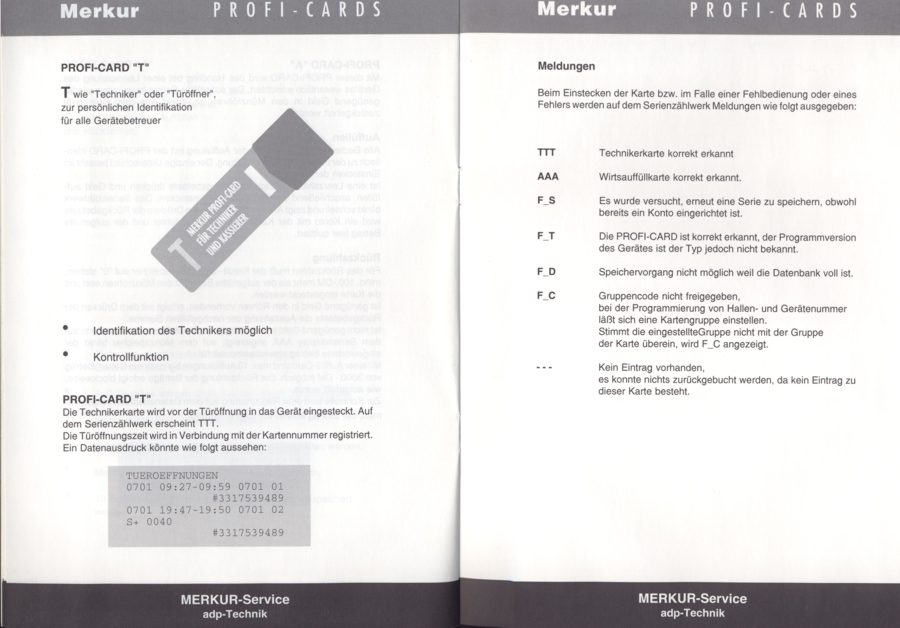 Merkur PROFI-CARDS
PROFI-CARD "T"
T wie "Techniker" oder "Türöffner",
zur persönlichen Identifikation
für alle Gerätebetreuer
T MERKUR PROFI-CARD
FÜR TECHNIKER
UND KASSIERER
• Identifikation des Technikers möglich
• Kontrollfunktion
PROFI-CARD "T"
Die Technikerkarte wird vor der Türöffnung in das Gerät eingesteckt. Auf
dem Serienzählwerk erscheint TTT.
Die Türöffnungszeit wird in Verbindung mit der Kartennummer registriert.
Ein Datenausdruck könnte wie folgt aussehen:
TUEROEFFNUNGEN
0701 09:27-09:59 0701 01
#3317539489
0701 19:47-19:50 0701 02
S+ 0040
#3317539489
MERKUR-Service
adp-Technik
Merkur PROFI-CARDS
Meldungen
Beim Einstecken der Karte bzw. im Falle einer Fehlbedienung oder eines
Fehlers werden auf dem Serienzählwerk Meldungen wie folgt ausgegeben:
TTT Technikerkarte korrekt erkannt
AAA Wirtsauffüllkarte korrekt erkannt.
F_S Es wurde versucht, erneut eine Serie zu speichern, obwohl
bereits ein Konto eingerichtet ist.
F_T Die PROFI-CARD ist korrekt erkannt, der Programmversion
des Gerätes ist der Typ jedoch nicht bekannt.
F_D Speichervorgang nicht möglich weil die Datenbank voll ist.
F_C Gruppencode nicht freigegeben,
bei der Programmierung von Hallen- und Gerätenummer
läßt sich eine Kartengruppe einstellen.
Stimmt die eingestellteGruppe nicht mit der Gruppe
der Karte überein, wird F_C angezeigt.
--- Kein Eintrag vorhanden,
es konnte nichts zurückgebucht werden, da kein Eintrag zu
dieser Karte besteht.
MERKUR-Service
adp-Technik